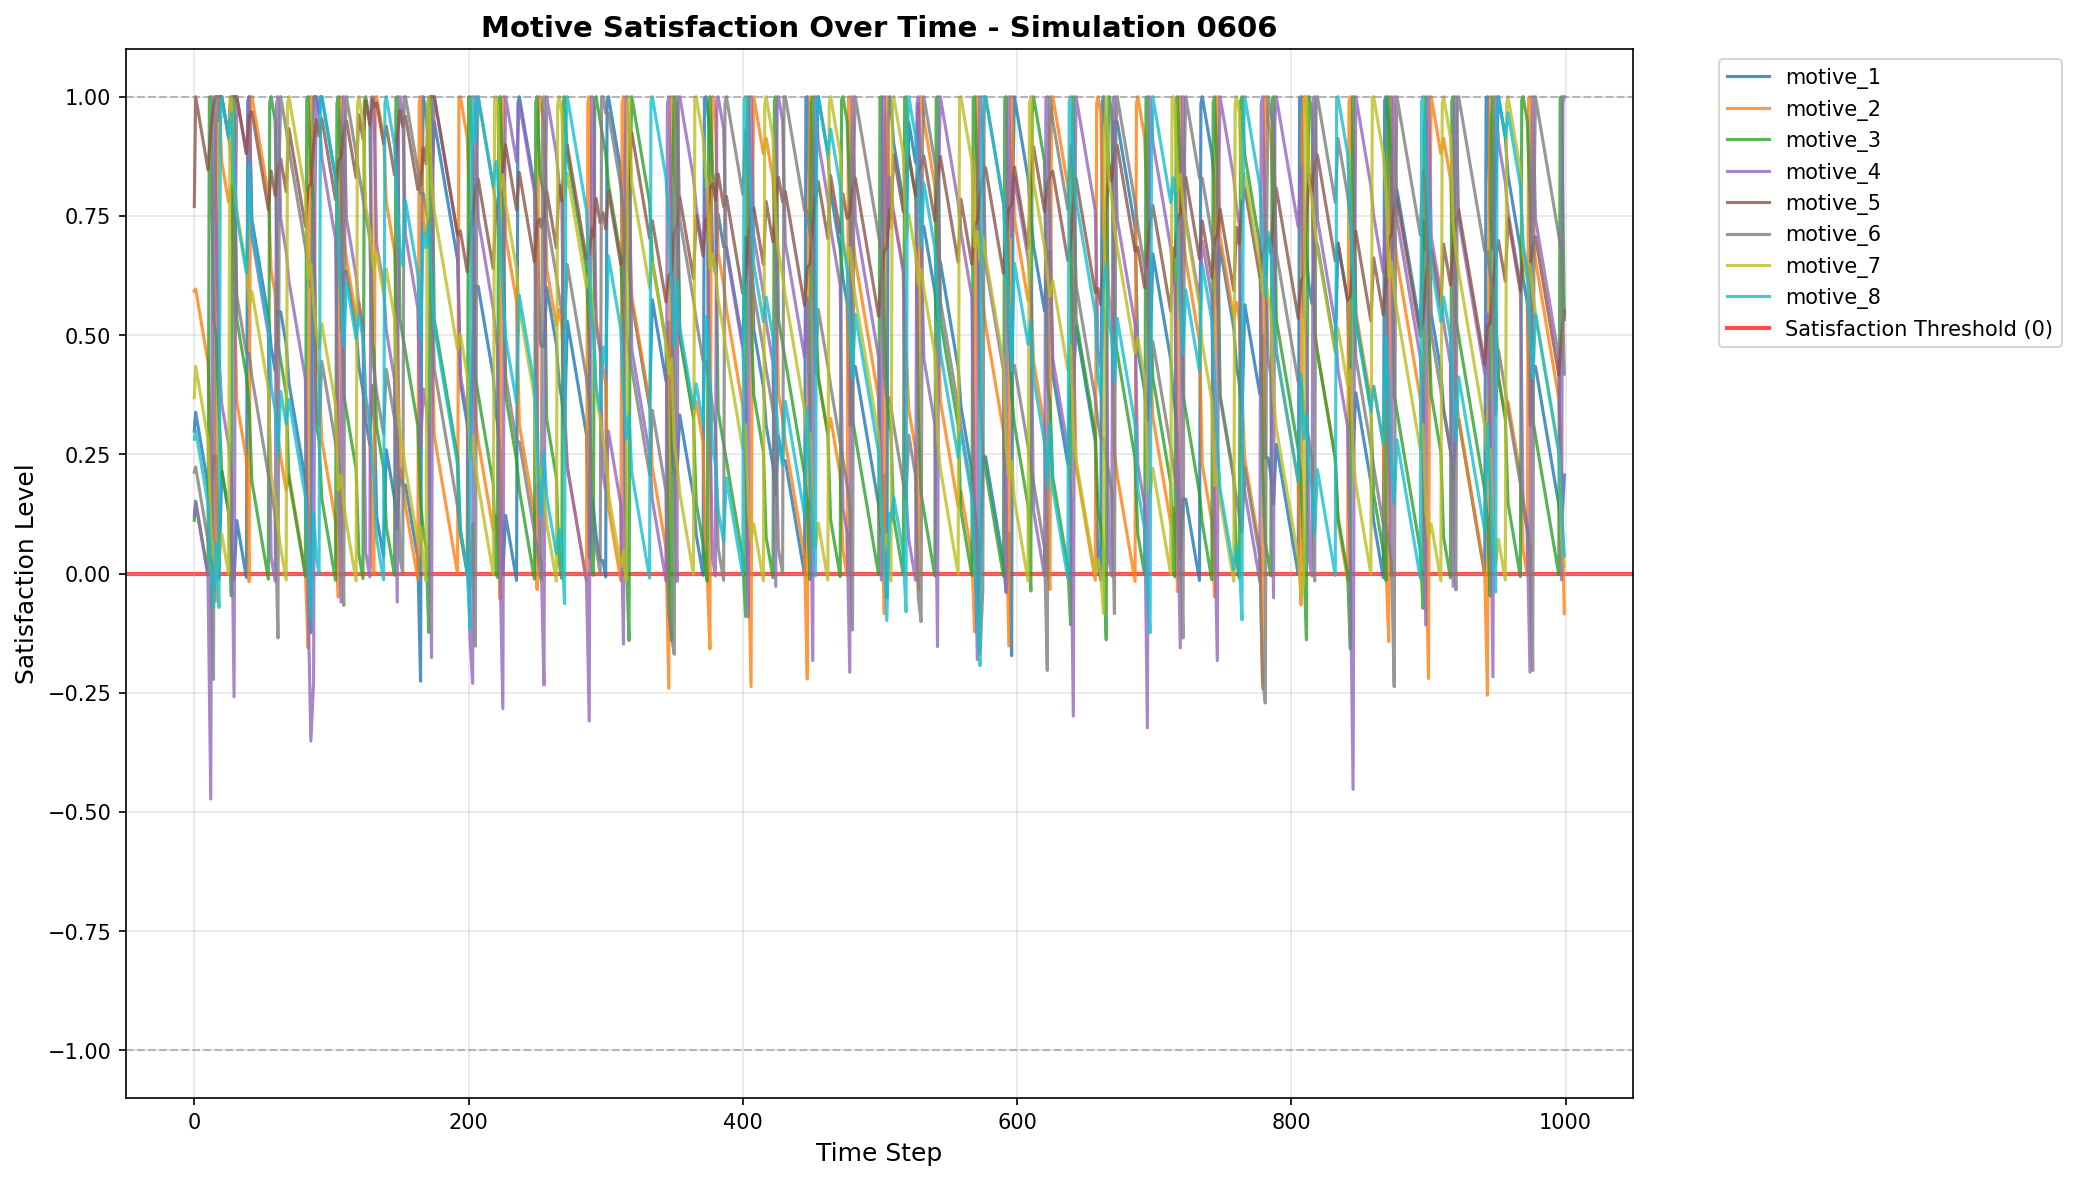 Motive Satisfaction Over Time - Simulation 0606
Satisfaction Level
1.00
0.75
0.50
0.25
0.00
−0.25
−0.50
−0.75
−1.00
0
200
400
600
800
1000
Time Step
motive_1
motive_2
motive_3
motive_4
motive_5
motive_6
motive_7
motive_8
Satisfaction Threshold (0)